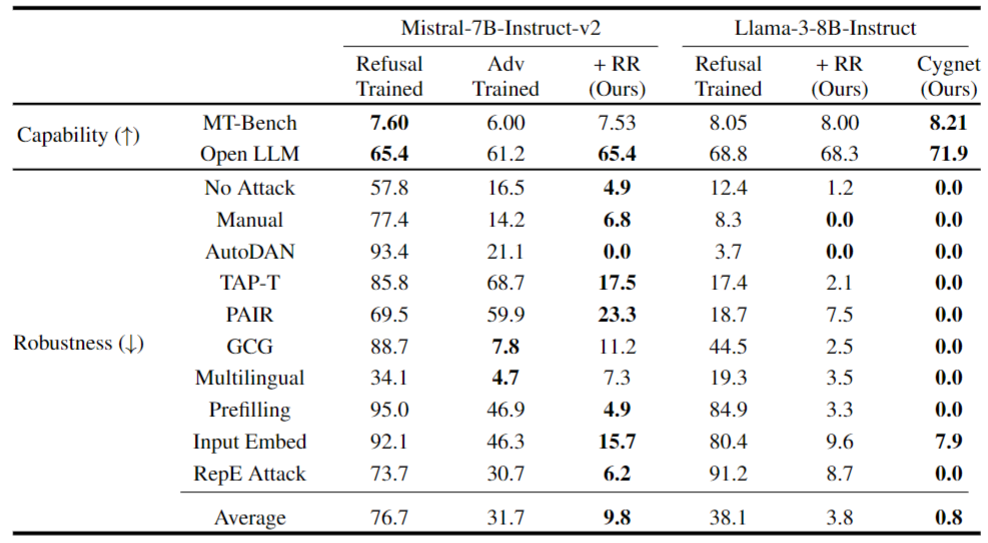 Mistral-7B-Instruct-v2 Llama-3-8B-Instruct
Refusal Adv + RR Refusal + RR Cygnet
Trained Trained (Ours) Trained (Ours) (Ours)
Capability (↑) MT-Bench 7.60 6.00 7.53 8.05 8.00 8.21
Open LLM 65.4 61.2 65.4 68.8 68.3 71.9
No Attack 57.8 16.5 4.9 12.4 1.2 0.0
Manual 77.4 14.2 6.8 8.3 0.0 0.0
AutoDAN 93.4 21.1 0.0 3.7 0.0 0.0
TAP-T 85.8 68.7 17.5 17.4 2.1 0.0
PAIR 69.5 59.9 23.3 18.7 7.5 0.0
Robustness (↓) GCG 88.7 7.8 11.2 44.5 2.5 0.0
Multilingual 34.1 4.7 7.3 19.3 3.5 0.0
Prefilling 95.0 46.9 4.9 84.9 3.3 0.0
Input Embed 92.1 46.3 15.7 80.4 9.6 7.9
RepE Attack 73.7 30.7 6.2 91.2 8.7 0.0
Average 76.7 31.7 9.8 38.1 3.8 0.8